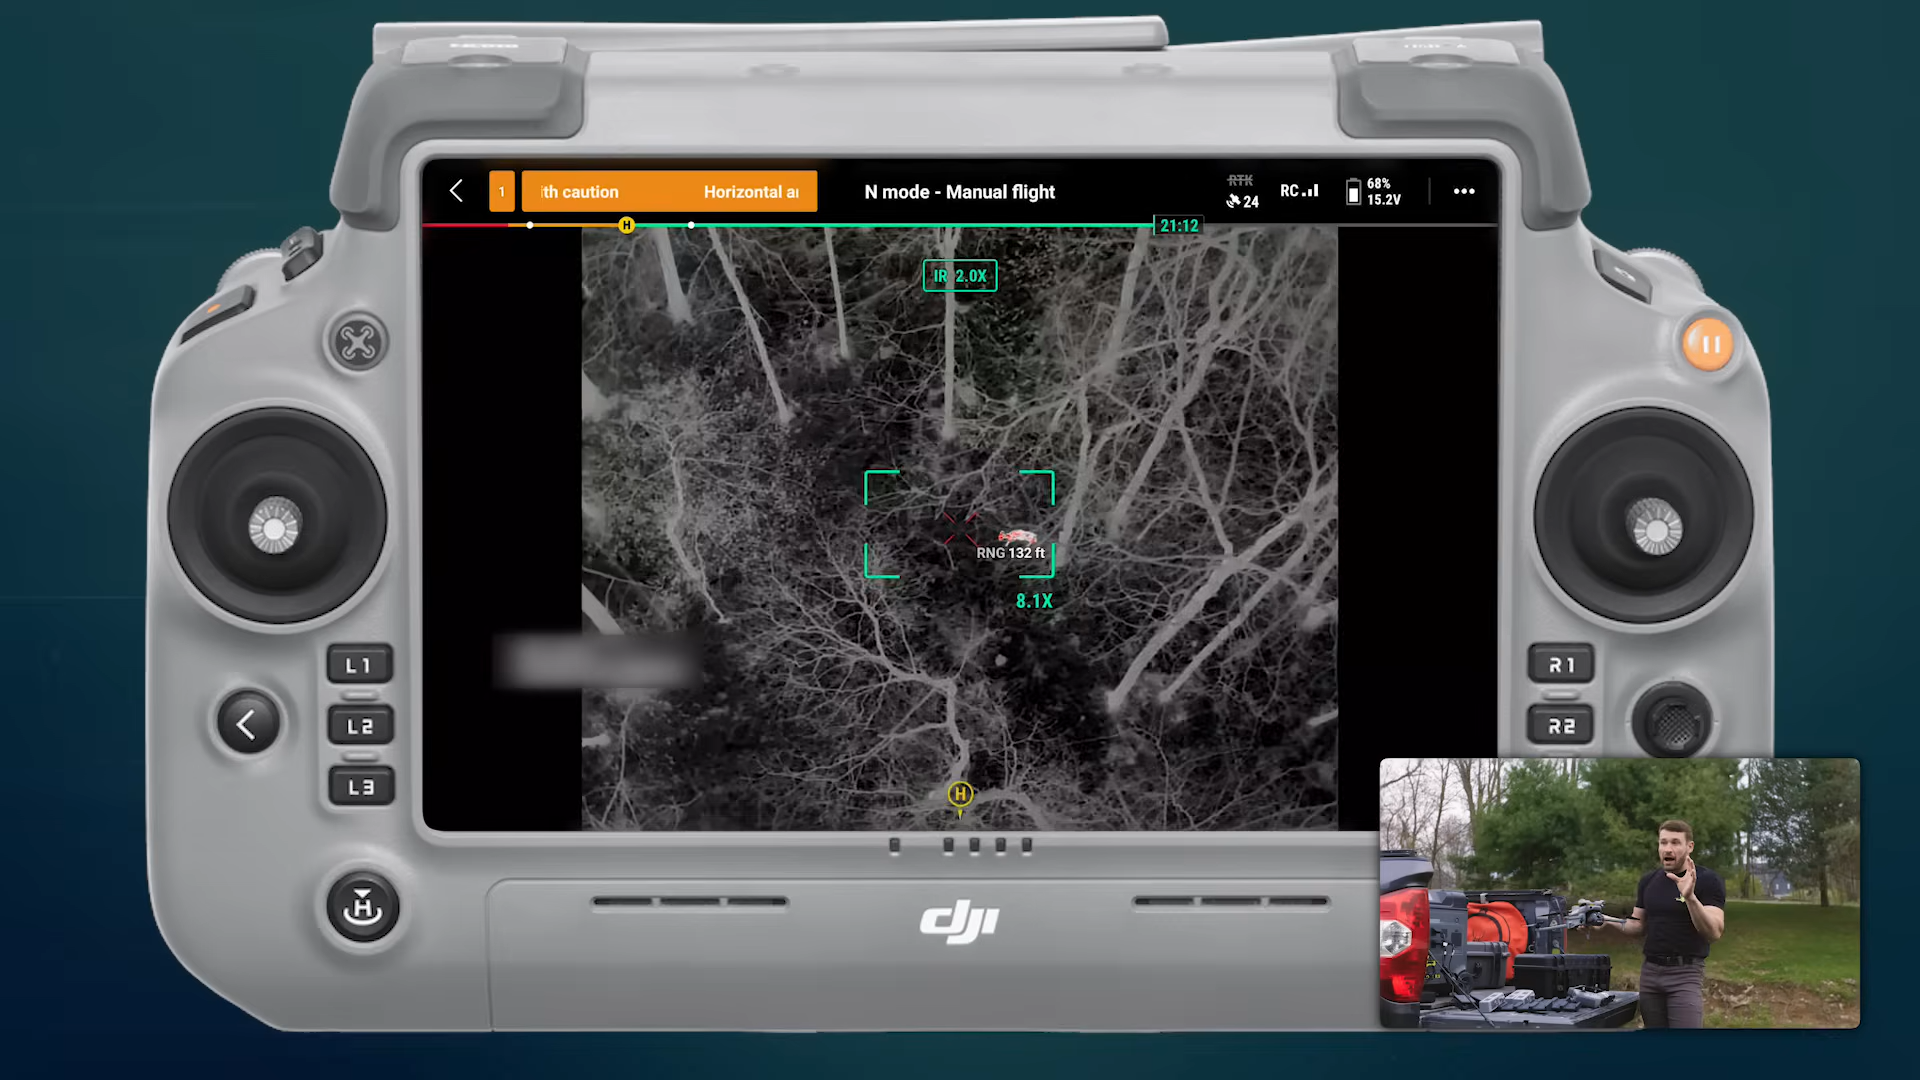 1
ith caution Horizontal a
N mode - Manual flight
RTK
24
RC
68%
15.2V
H
21:12
IR 2.0X
RNG 132 ft
8.1X
H
L1
L2
L3
R1
R2
H
dji